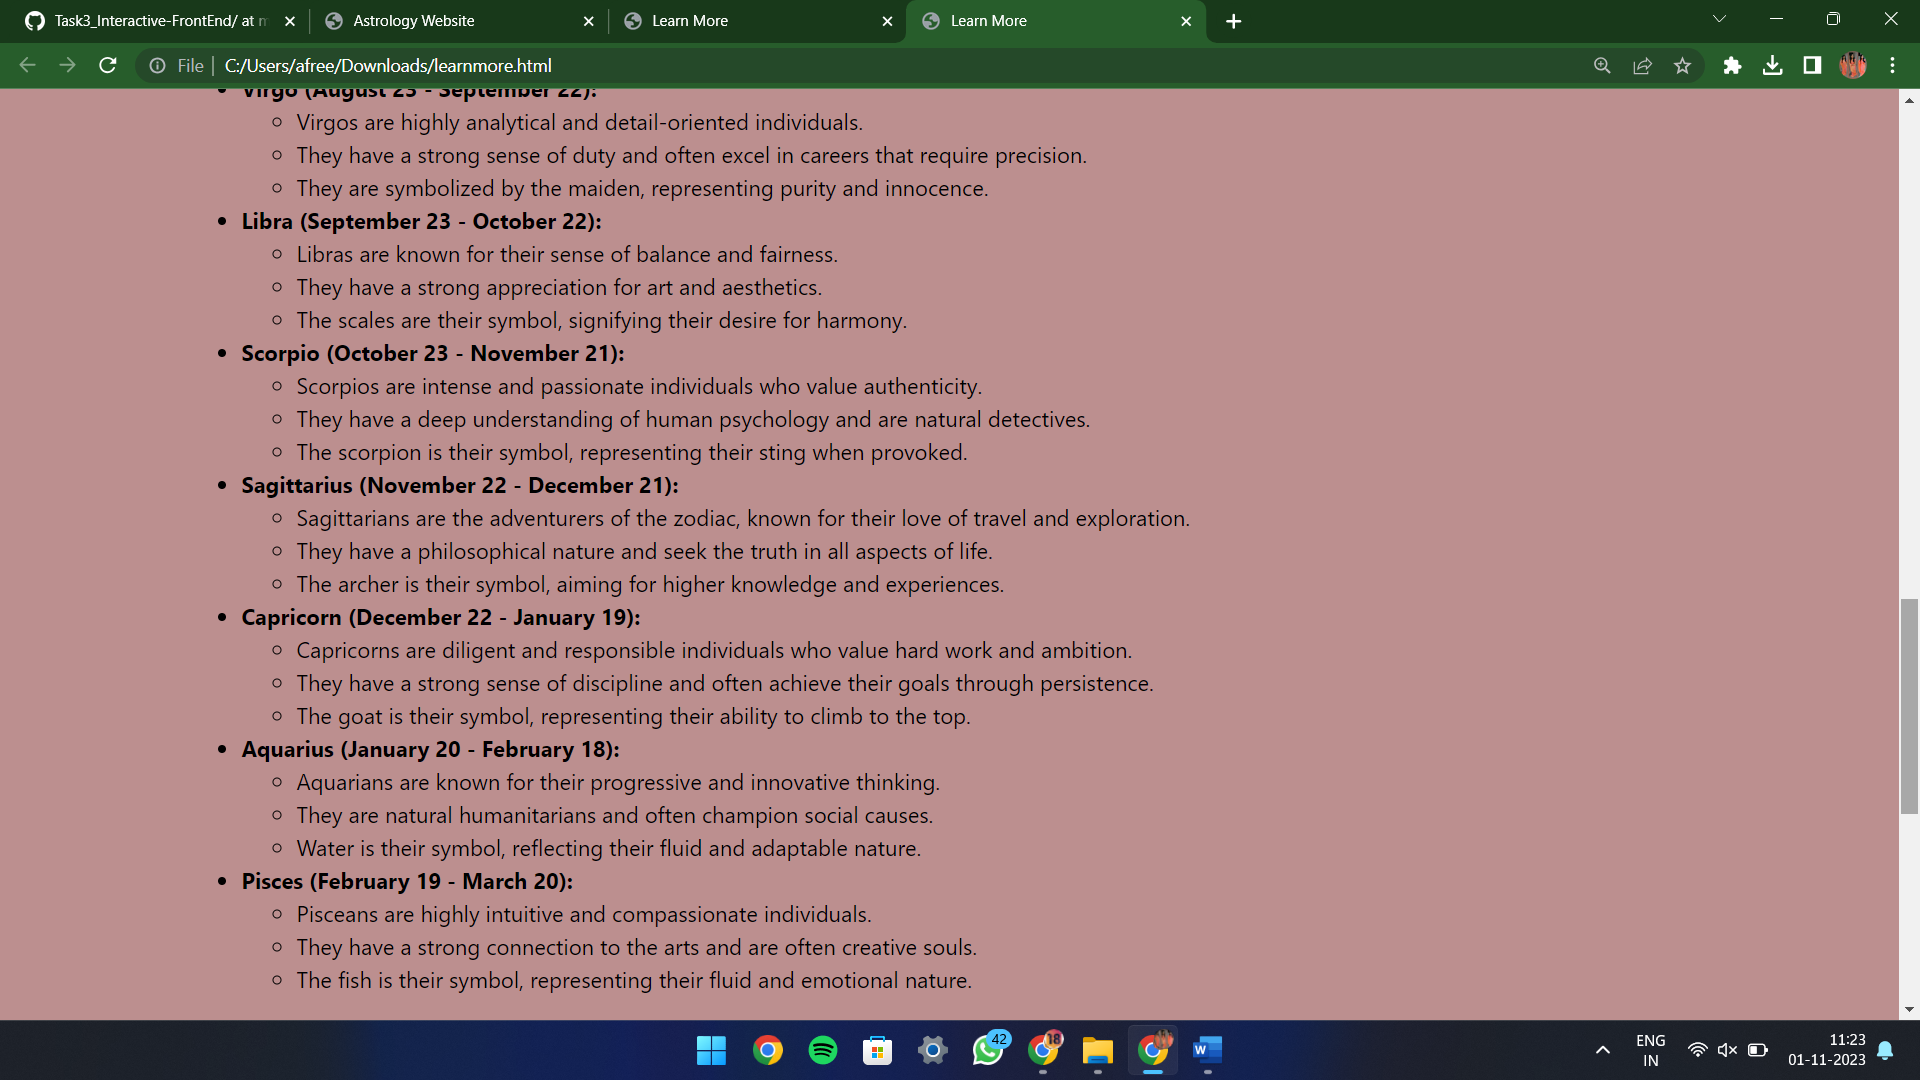 Task3_Interactive-FrontEnd/ at m
Astrology Website
Learn More
Learn More
File
C:/Users/afree/Downloads/learnmore.html
Virgo (August 23 - September 22):
Virgos are highly analytical and detail-oriented individuals.
They have a strong sense of duty and often excel in careers that require precision.
They are symbolized by the maiden, representing purity and innocence.
Libra (September 23 - October 22):
Libras are known for their sense of balance and fairness.
They have a strong appreciation for art and aesthetics.
The scales are their symbol, signifying their desire for harmony.
Scorpio (October 23 - November 21):
Scorpios are intense and passionate individuals who value authenticity.
They have a deep understanding of human psychology and are natural detectives.
The scorpion is their symbol, representing their sting when provoked.
Sagittarius (November 22 - December 21):
Sagittarians are the adventurers of the zodiac, known for their love of travel and exploration.
They have a philosophical nature and seek the truth in all aspects of life.
The archer is their symbol, aiming for higher knowledge and experiences.
Capricorn (December 22 - January 19):
Capricorns are diligent and responsible individuals who value hard work and ambition.
They have a strong sense of discipline and often achieve their goals through persistence.
The goat is their symbol, representing their ability to climb to the top.
Aquarius (January 20 - February 18):
Aquarians are known for their progressive and innovative thinking.
They are natural humanitarians and often champion social causes.
Water is their symbol, reflecting their fluid and adaptable nature.
Pisces (February 19 - March 20):
Pisceans are highly intuitive and compassionate individuals.
They have a strong connection to the arts and are often creative souls.
The fish is their symbol, representing their fluid and emotional nature.
42
18
W
ENG
IN
11:23
01-11-2023